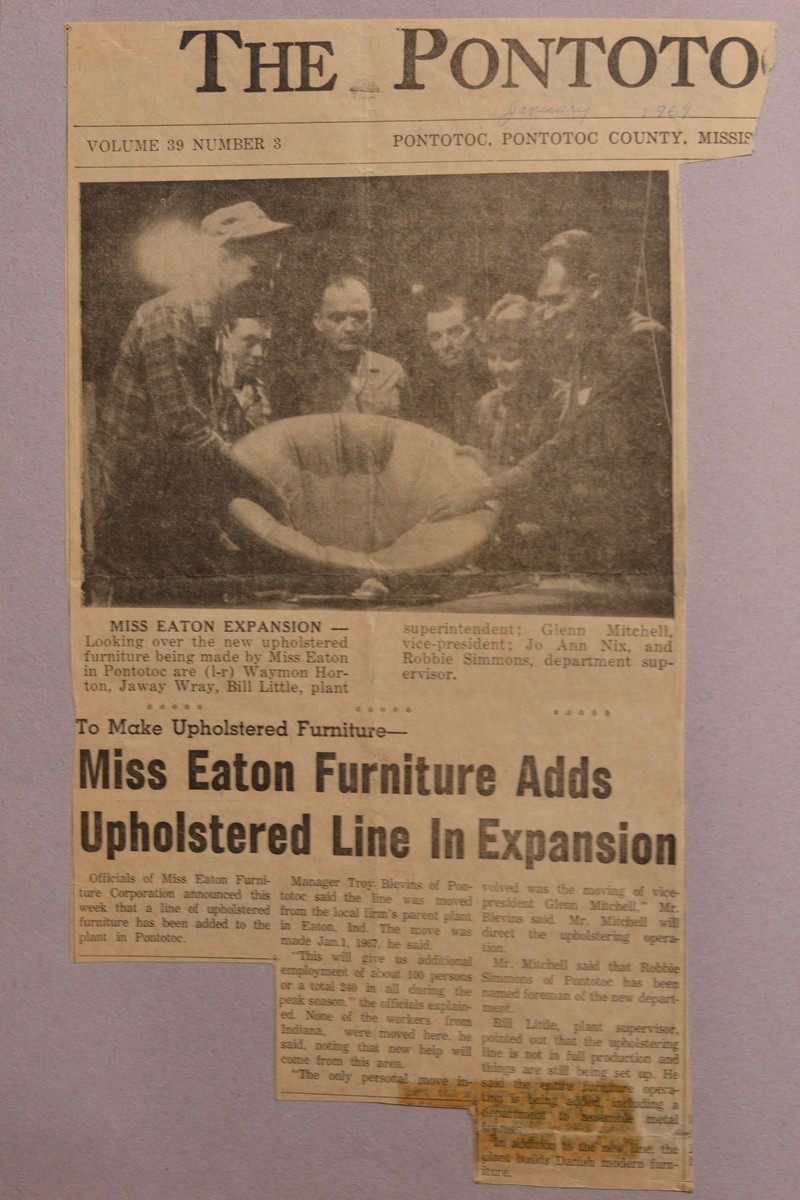 THE PONTOTO
January 1969
VOLUME 39 NUMBER 3
PONTOTOC, PONTOTOC COUNTY, MISSIS
MISS EATON EXPANSION —
Looking over the new upholstered
furniture being made by Miss Eaton
in Pontotoc are (l-r) Waymon Hor-
ton, Jaway Wray, Bill Little, plant
superintendent; Glenn Mitchell,
vice-president; Jo Ann Nix, and
Robbie Simmons, department sup-
ervisor.
To Make Upholstered Furniture—
Miss Eaton Furniture Adds
Upholstered Line In Expansion
Officials of Miss Eaton Furni-
ture Corporation announced this
week that a line of upholstered
furniture has been added to the
plant in Pontotoc.
Manager Troy Blevins of Pon-
totoc said the line was moved
from the local firm's parent plant
in Eaton, Ind. The move was
made Jan.1, 1967, he said.
"This will give us additional
employment of about 100 persons
or a total 240 in all during the
peak season," the officials explain-
ed. None of the workers from
Indiana, were moved here, he
said, noting that new help will
come from this area.
"The only personal move in-
volved was the moving of vice-
president Glenn Mitchell." Mr.
Blevins said. Mr. Mitchell will
direct the upholstering opera-
tion.
Mr. Mitchell said that Robbie
Simmons of Pontotoc has been
named foreman of the new depart-
ment.
Bill Little, plant supervisor,
pointed out that the upholstering
line is not in full production and
things are still being set up. He
said the entire furniture opera-
tion is being added, including a
department to assemble metal
frames.
In addition to the new line, the
plant builds Danish modern furn-
iture.